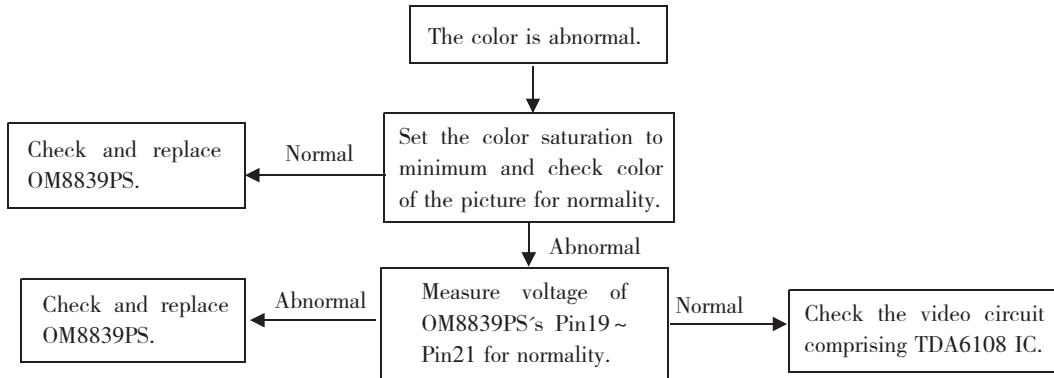 The color is abnormal.
Set the color saturation to
minimum and check color
of the picture for normality.
Normal
Check and replace
OM8839PS.
Abnormal
Measure voltage of
OM8839PS´s Pin19 ~
Pin21 for normality.
Abnormal
Check and replace
OM8839PS.
Normal
Check the video circuit
comprising TDA6108 IC.